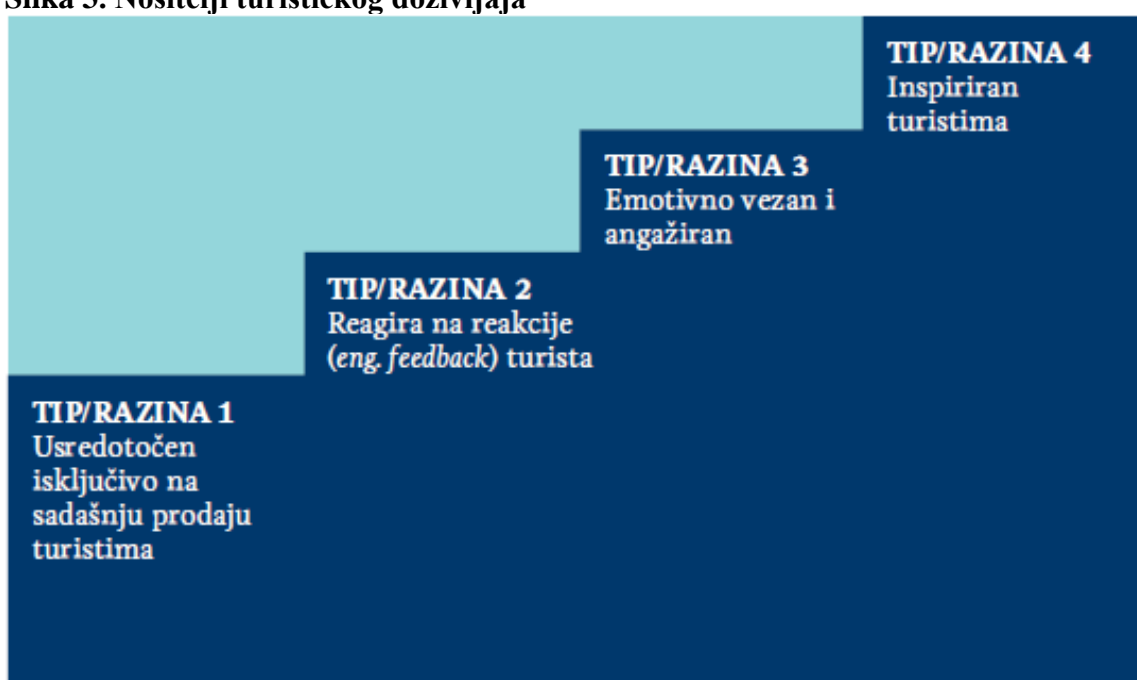 Slika 3. Nositelji turističkog doživljaja
TIP/RAZINA 4
Inspiriran
turistima
TIP/RAZINA 3
Emotivno vezan i
angažiran
TIP/RAZINA 2
Reagira na reakcije
(eng. feedback) turista
TIP/RAZINA 1
Usredotočen
isključivo na
sadašnju prodaju
turistima